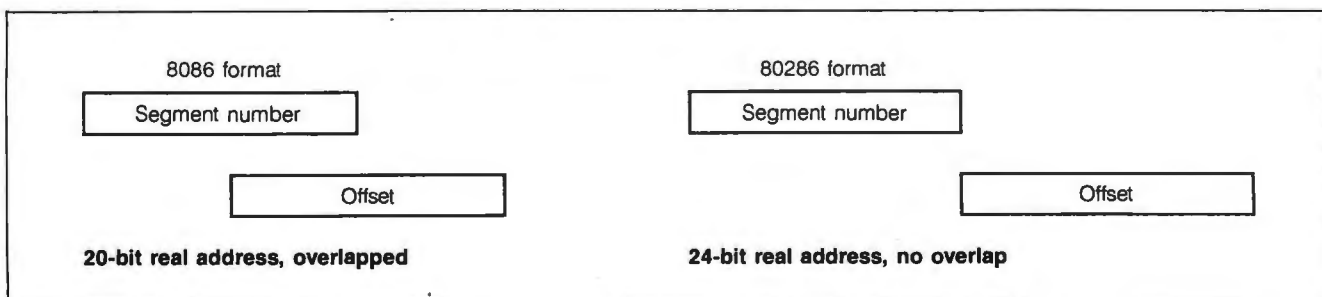 8086 format
Segment number
Offset
20-bit real address, overlapped
80286 format
Segment number
Offset
24-bit real address, no overlap